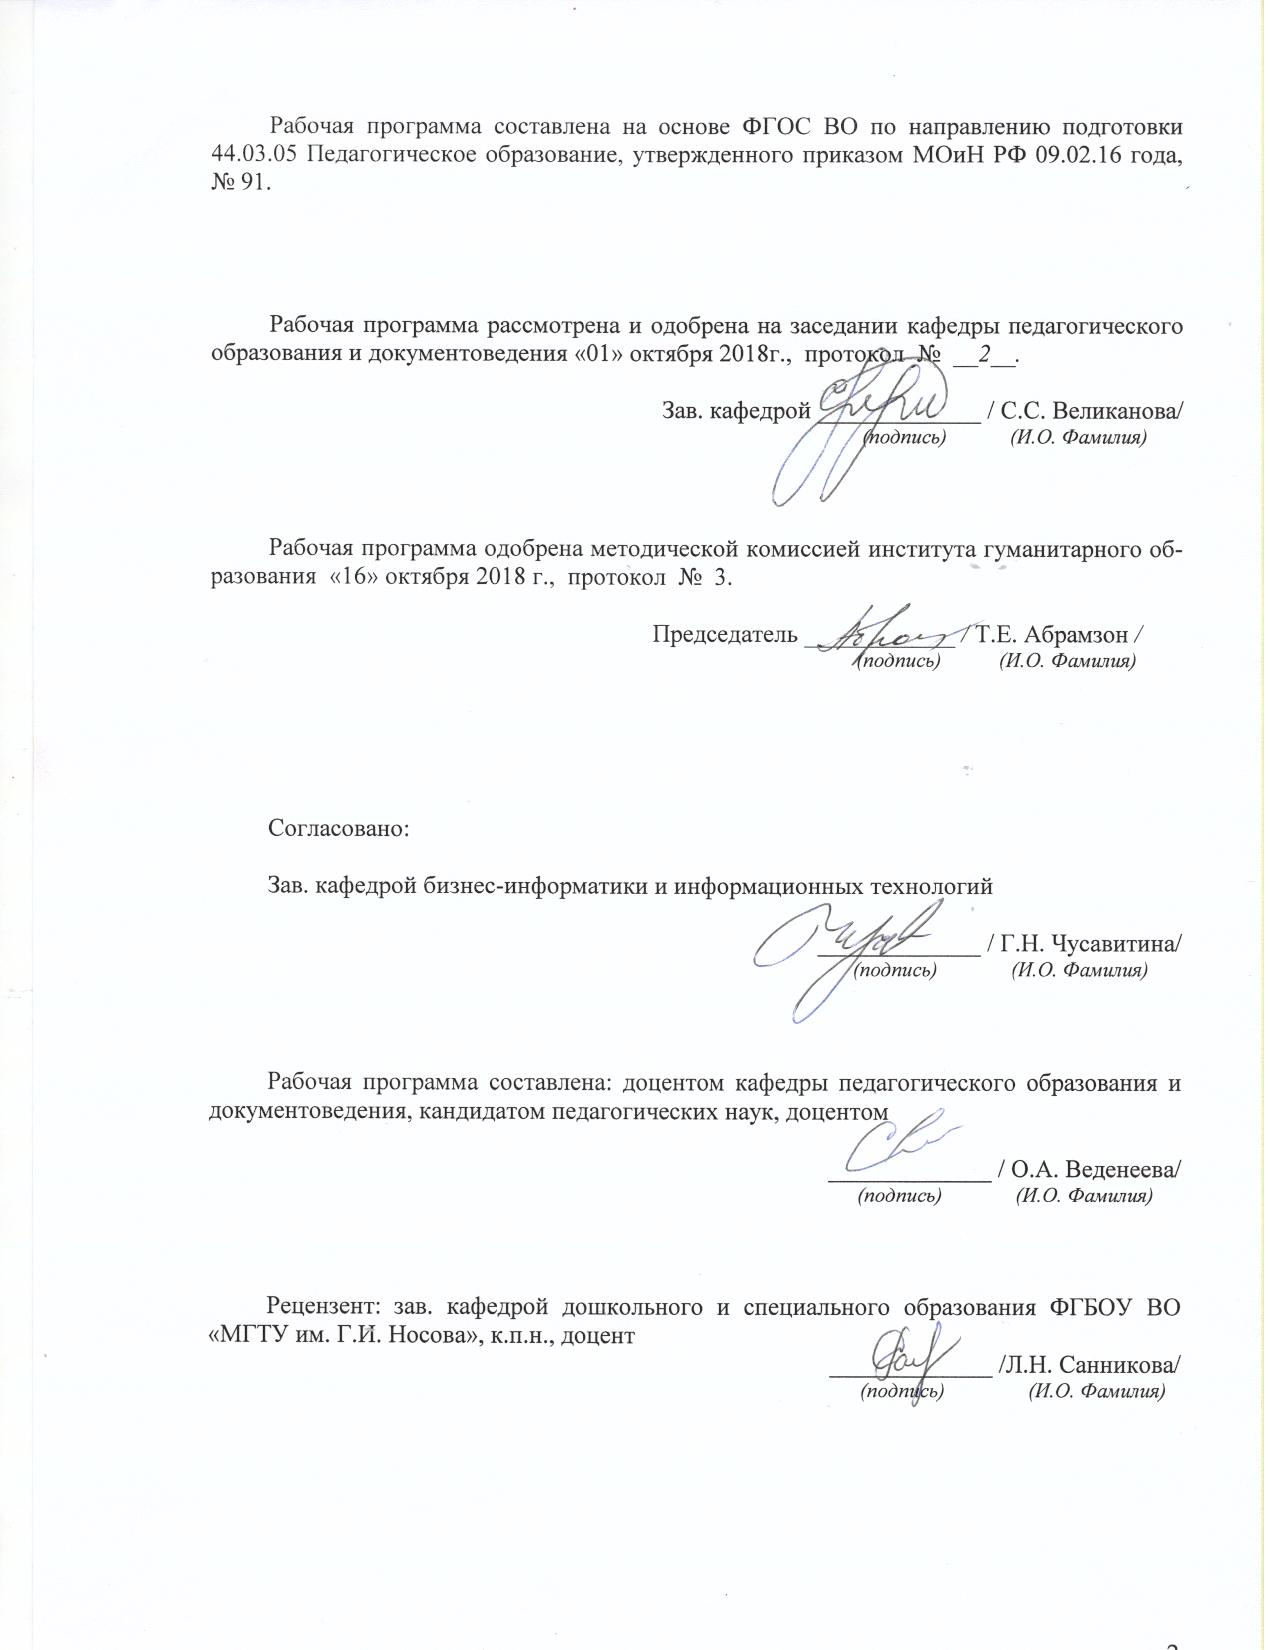 Рабочая программа составлена на основе ФГОС ВО по направлению подготовки
44.03.05 Педагогическое образование, утвержденного приказом МОиН РФ 09.02.16 года,
№ 91.
Рабочая программа рассмотрена и одобрена на заседании кафедры педагогического
образования и документоведения «01» октября 2018г., протокол № __2__.
Зав. кафедрой _____________ / С.С. Великанова/
(подпись) (И.О. Фамилия)
Рабочая программа одобрена методической комиссией института гуманитарного об-
разования «16» октября 2018 г., протокол № 3.
Председатель ____________ / Т.Е. Абрамзон /
(подпись) (И.О. Фамилия)
Согласовано:
Зав. кафедрой бизнес-информатики и информационных технологий
_____________ / Г.Н. Чусавитина/
(подпись) (И.О. Фамилия)
Рабочая программа составлена: доцентом кафедры педагогического образования и
документоведения, кандидатом педагогических наук, доцентом
_____________ / О.А. Веденеева/
(подпись) (И.О. Фамилия)
Рецензент: зав. кафедрой дошкольного и специального образования ФГБОУ ВО
«МГТУ им. Г.И. Носова», к.п.н., доцент
_____________ /Л.Н. Санникова/
(подпись) (И.О. Фамилия)